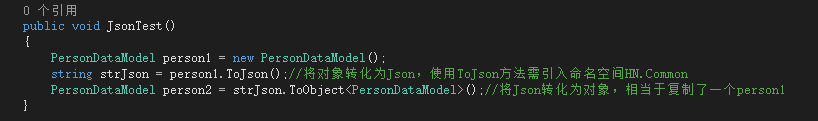 0 个引用
public void JsonTest()
{
PersonDataModel person1 = new PersonDataModel();
string strJson = person1.ToJson();//将对象转化为Json，使用ToJson方法需引入命名空间HN.Common
PersonDataModel person2 = strJson.ToObject<PersonDataModel>();//将Json转化为对象，相当于复制了一个person1
}